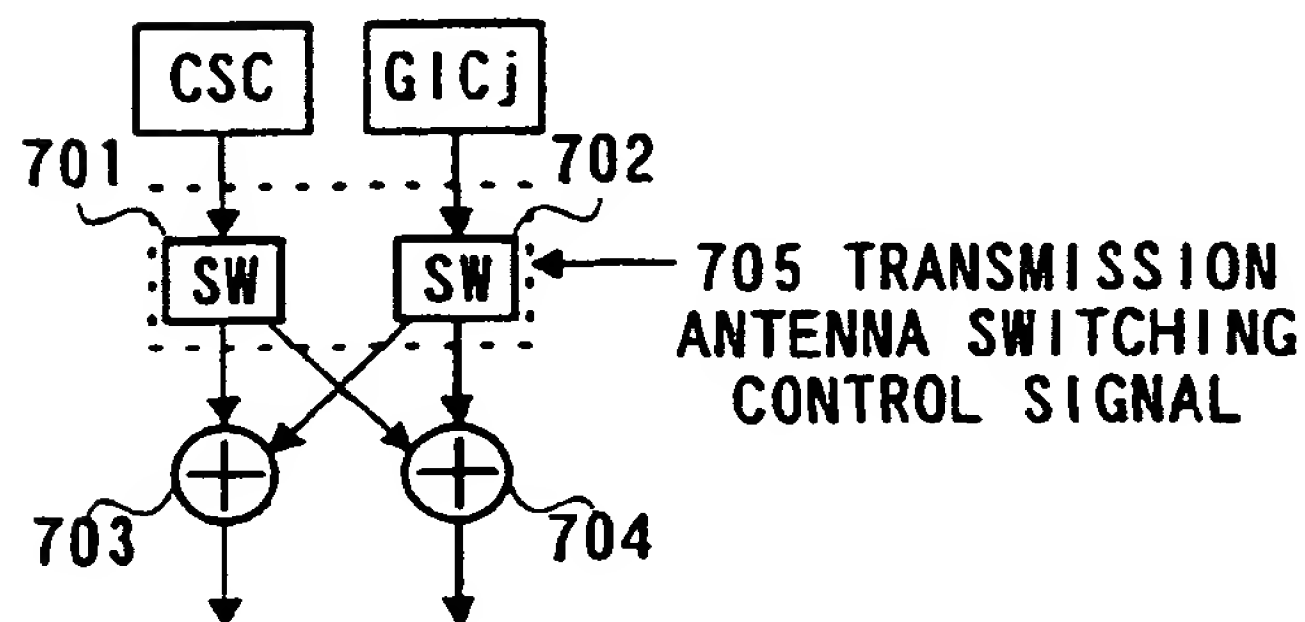 CSC GICj
701 702
SW SW
705 TRANSMISSION
ANTENNA SWITCHING
CONTROL SIGNAL
703 704